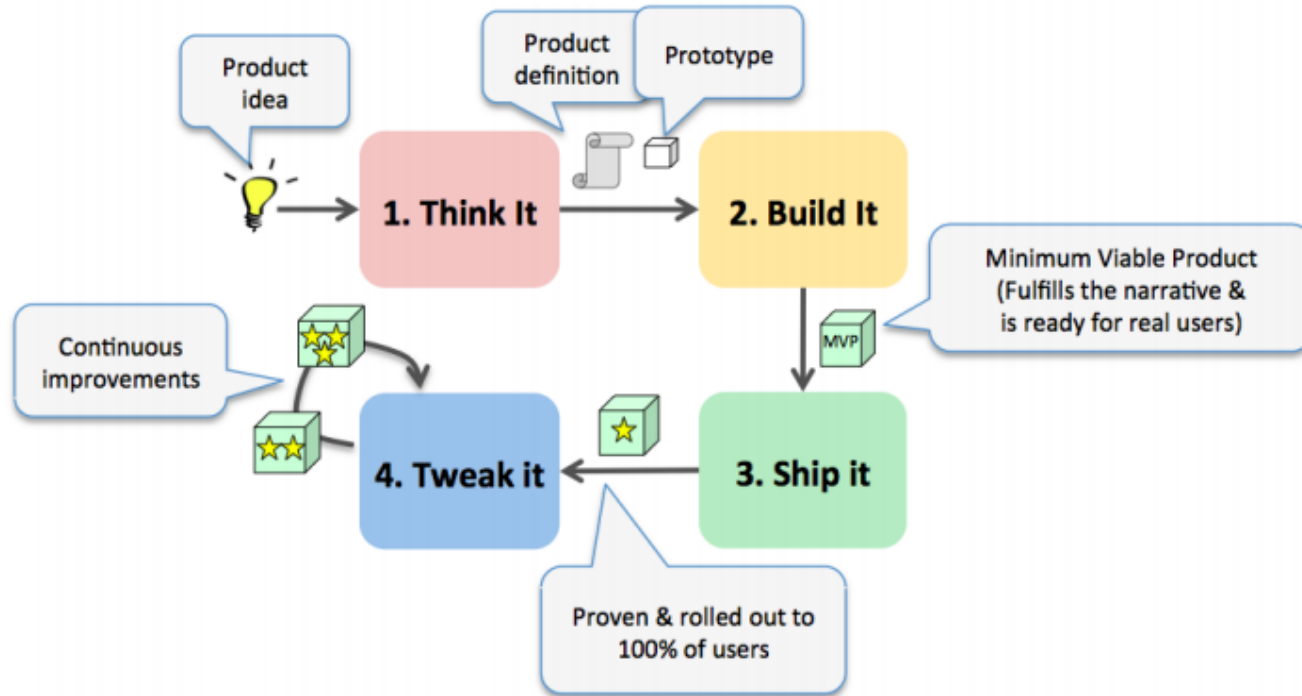 Product
idea
Product
definition
Prototype
1. Think It
2. Build It
Minimum Viable Product
(Fulfills the narrative &
is ready for real users)
MVP
Continuous
improvements
4. Tweak it
3. Ship it
Proven & rolled out to
100% of users